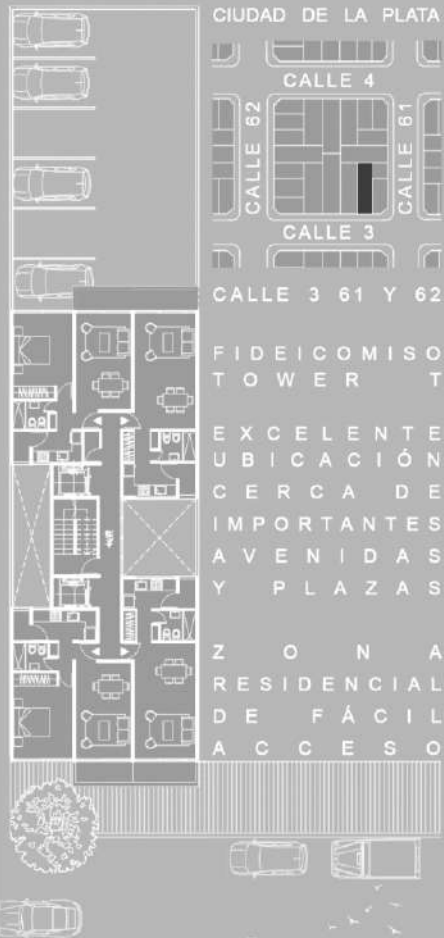 CIUDAD DE LA PLATA
CALLE 4
CALLE 62
CALLE 61
CALLE 3
CALLE 3 61 Y 62
FIDEICOMISO
TOWER T
EXCELENTE
UBICACIÓN
CERCA DE
IMPORTANTES
AVENIDAS
Y PLAZAS
ZONA
RESIDENCIAL
DE FÁCIL
ACCESO